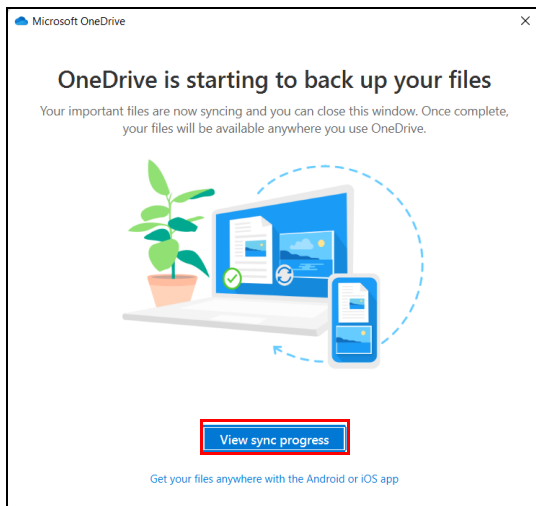 Microsoft OneDrive
OneDrive is starting to back up your files
Your important files are now syncing and you can close this window. Once complete,
your files will be available anywhere you use OneDrive.
View sync progress
Get your files anywhere with the Android or iOS app